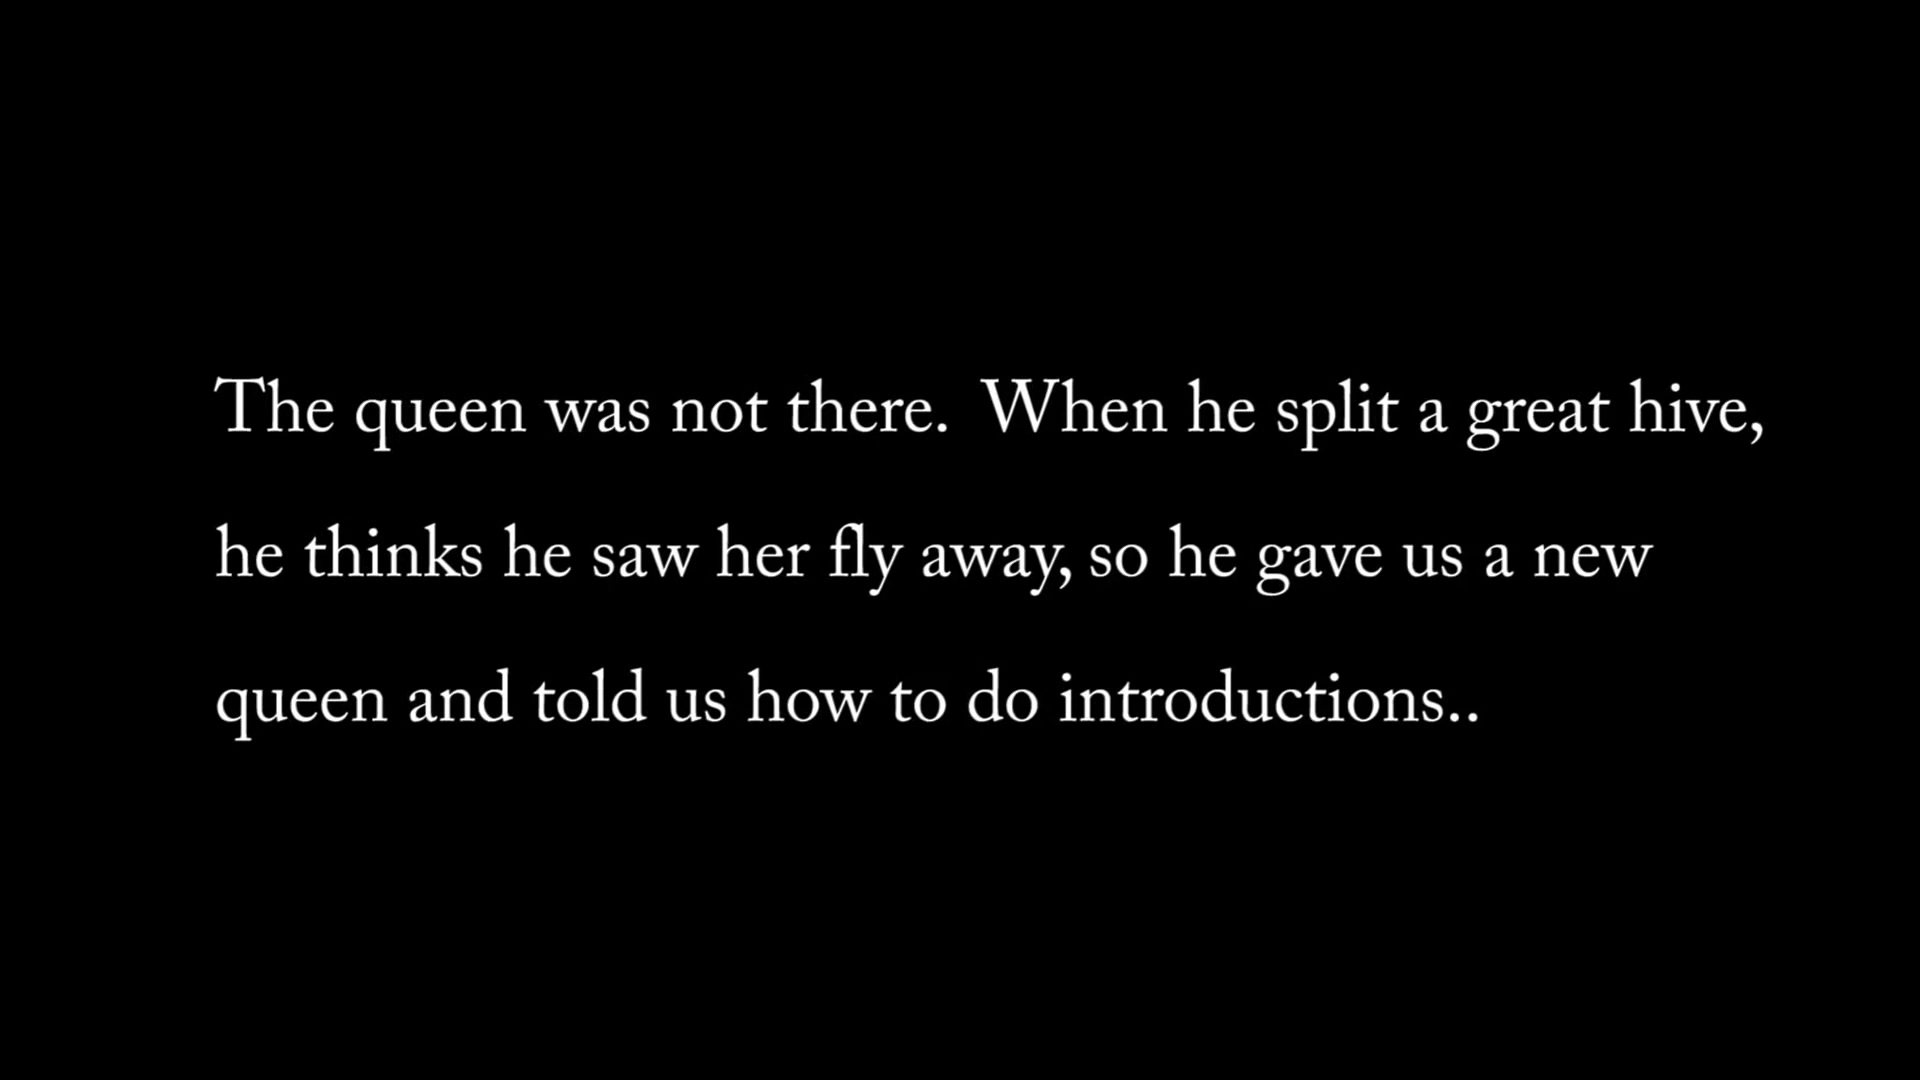 The queen was not there.  When he split a great hive,
he thinks he saw her fly away, so he gave us a new
queen and told us how to do introductions..